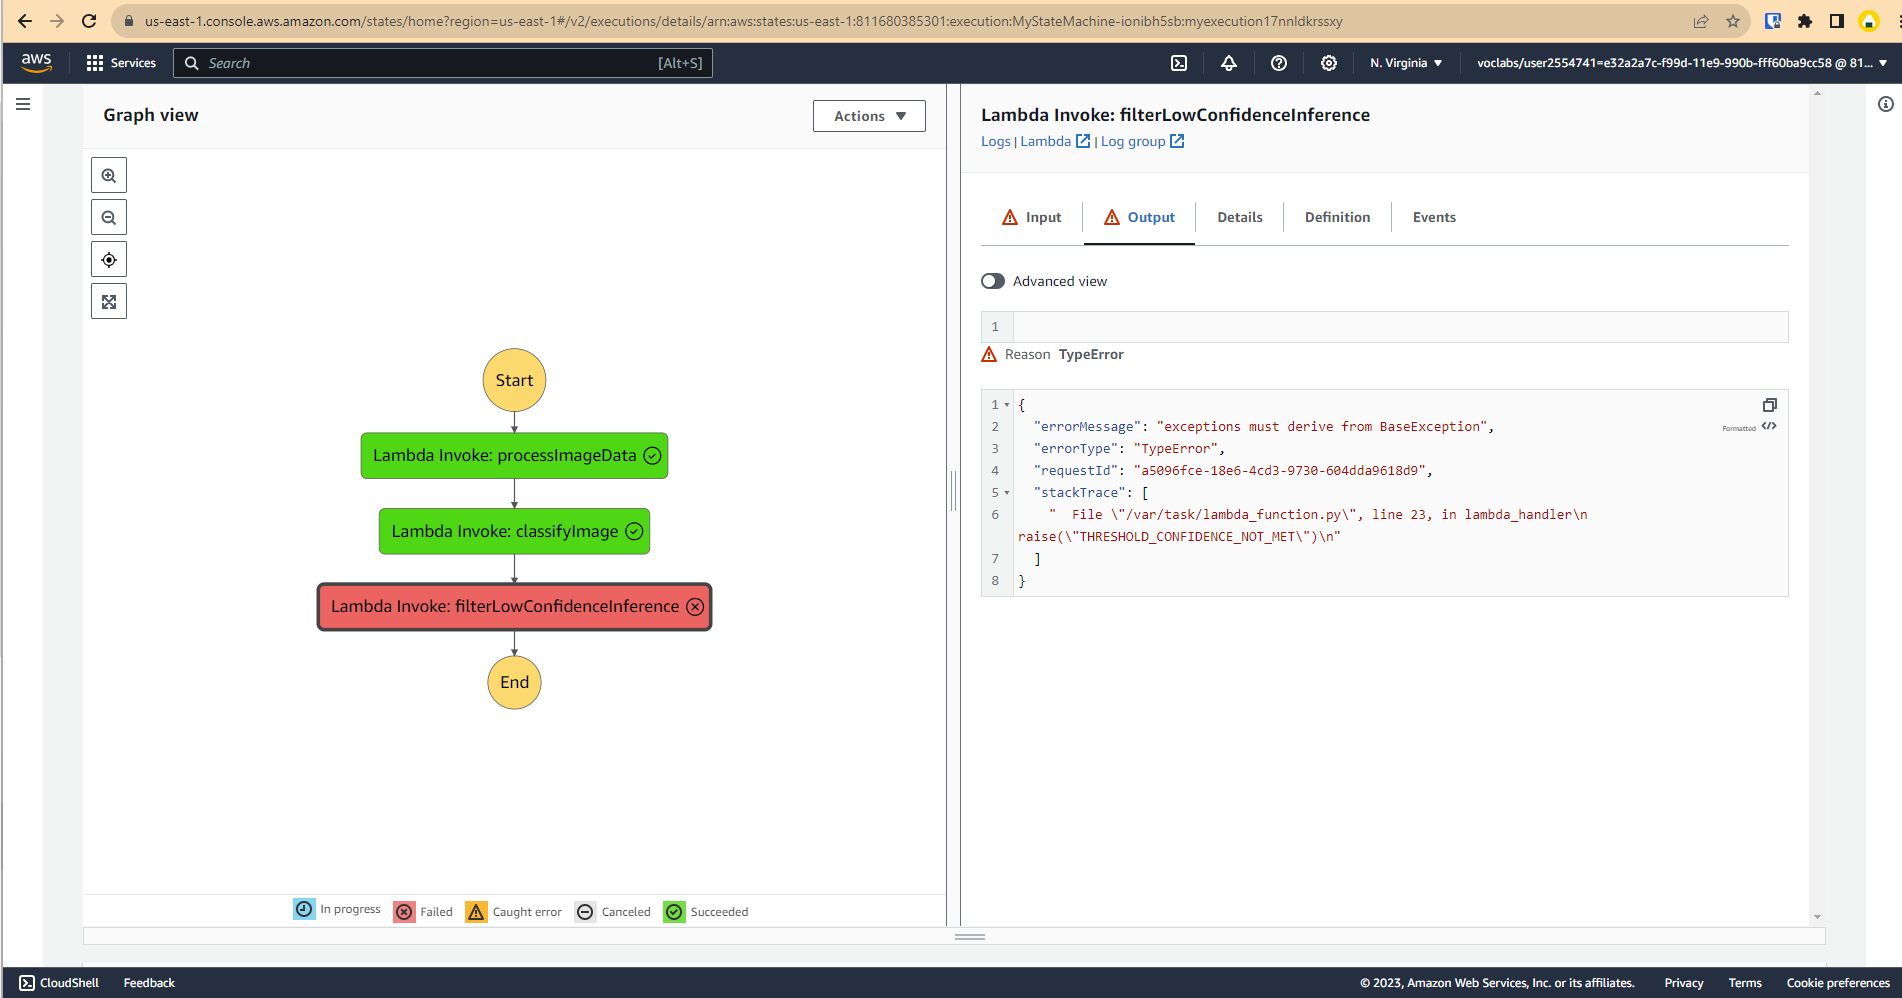 us-east-1.console.aws.amazon.com/states/home?region=us-east-1#/v2/executions/details/arn:aws:states:us-east-1:811680385301:execution:MyStateMachine-ionibh5sb:myexecution17nnldkrssxy
aws
Services
Search
[Alt+S]
N. Virginia
voclabs/user2554741=e32a2a7c-f99d-11e9-990b-fff60ba9cc58 @ 81...
Graph view
Actions
Start
Lambda Invoke: processImageData
Lambda Invoke: classifyImage
Lambda Invoke: filterLowConfidenceInference
End
In progress
Failed
Caught error
Canceled
Succeeded
Lambda Invoke: filterLowConfidenceInference
Logs | Lambda | Log group
Input
Output
Details
Definition
Events
Advanced view
1
Reason TypeError
1 {
2 "errorMessage": "exceptions must derive from BaseException",
Formatted
3 "errorType": "TypeError",
4 "requestId": "a5096fce-18e6-4cd3-9730-604dda9618d9",
5 "stackTrace": [
6 "  File \"/var/task/lambda_function.py\", line 23, in lambda_handler\n
raise(\"THRESHOLD_CONFIDENCE_NOT_MET\")\n"
7 ]
8 }
CloudShell
Feedback
© 2023, Amazon Web Services, Inc. or its affiliates.
Privacy
Terms
Cookie preferences